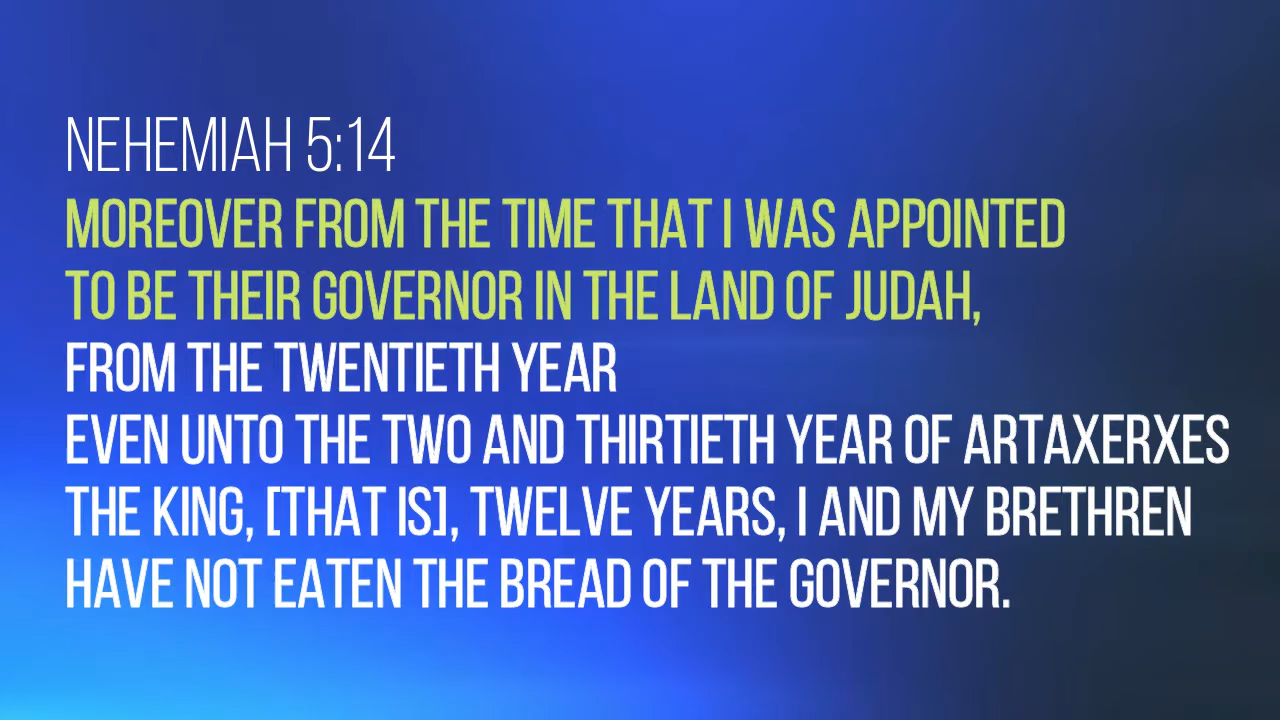 NEHEMIAH 5:14
MOREOVER FROM THE TIME THAT I WAS APPOINTED
TO BE THEIR GOVERNOR IN THE LAND OF JUDAH,
FROM THE TWENTIETH YEAR
EVEN UNTO THE TWO AND THIRTIETH YEAR OF ARTAXERXES
THE KING, [THAT IS], TWELVE YEARS, I AND MY BRETHREN
HAVE NOT EATEN THE BREAD OF THE GOVERNOR.